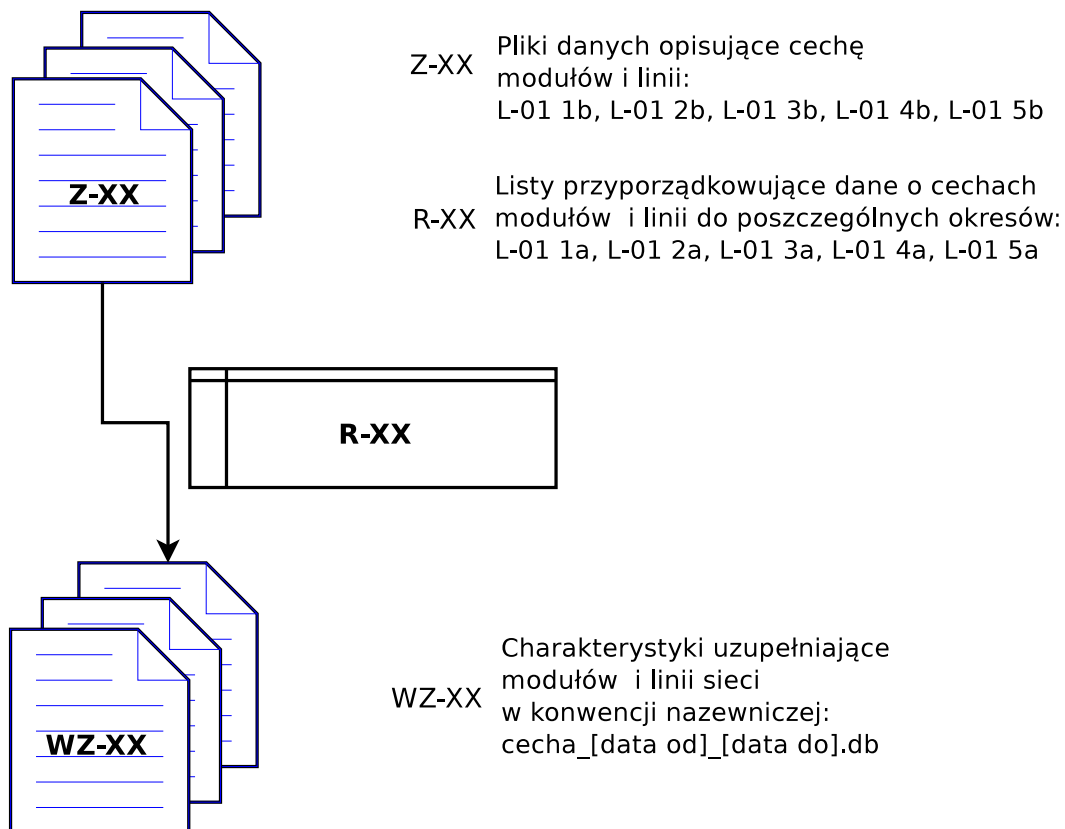 Z-XX
Z-XX
Pliki danych opisujące cechę
modułów i linii:
L-01 1b, L-01 2b, L-01 3b, L-01 4b, L-01 5b
R-XX
Listy przyporządkowujące dane o cechach
modułów i linii do poszczególnych okresów:
L-01 1a, L-01 2a, L-01 3a, L-01 4a, L-01 5a
R-XX
WZ-XX
WZ-XX
Charakterystyki uzupełniające
modułów i linii sieci
w konwencji nazewniczej:
cecha_[data od]_[data do].db